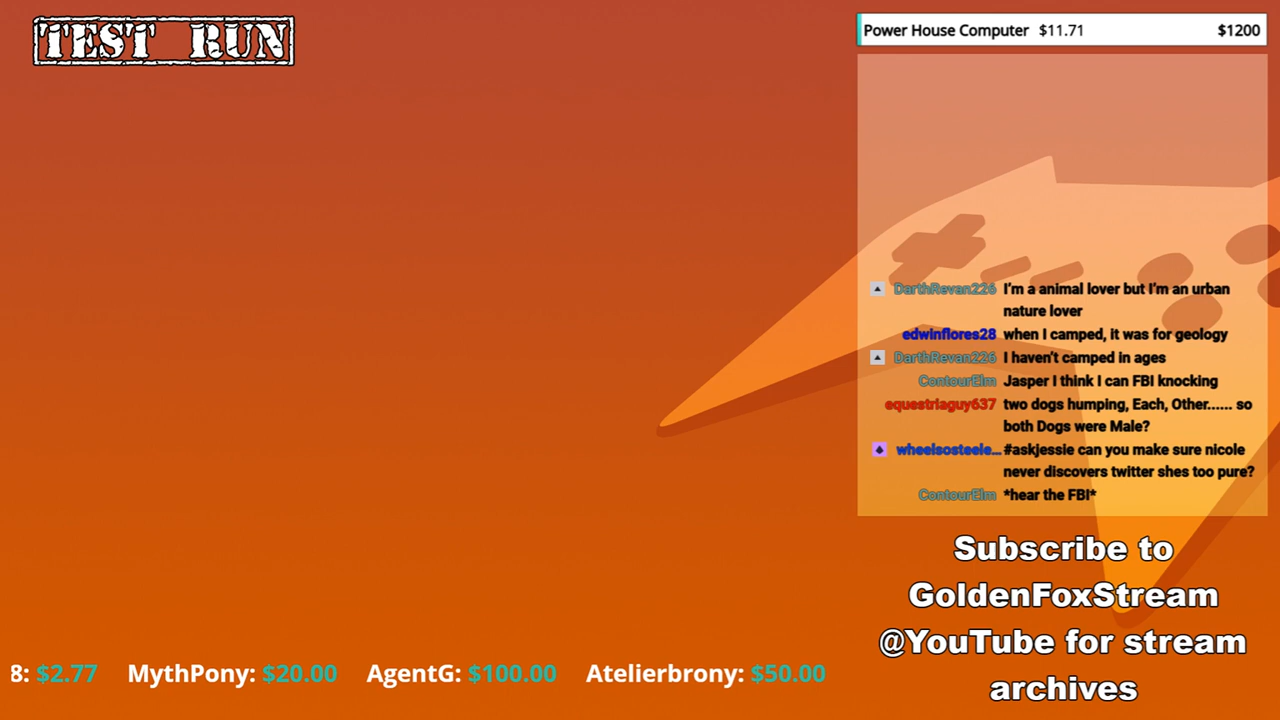 TEST RUN
Power House Computer $11.71 $1200
DarthRevan226 I'm a animal lover but I'm an urban
nature lover
edwinflores28 when I camped, it was for geology
DarthRevan226 I haven't camped in ages
ContourElm Jasper I think I can FBI knocking
equestriaguy637 two dogs humping, Each, Other...... so
both Dogs were Male?
wheelsosteele... #askjessie can you make sure nicole
never discovers twitter shes too pure?
ContourElm *hear the FBI*
Subscribe to
GoldenFoxStream
@YouTube for stream
archives
8: $2.77 MythPony: $20.00 AgentG: $100.00 Atelierbrony: $50.00